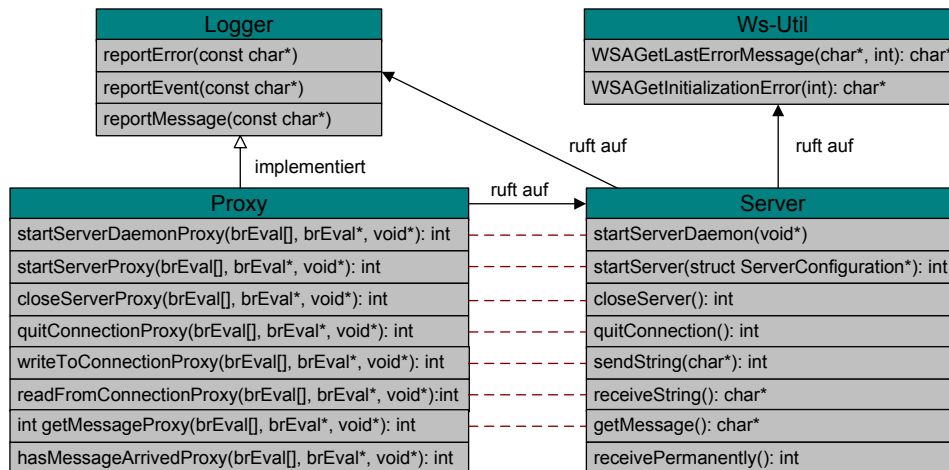 Logger
reportError(const char*)
reportEvent(const char*)
reportMessage(const char*)
Ws-Util
WSAGetLastErrorMessage(char*, int): char*
WSAGetInitializationError(int): char*
implementiert
ruft auf
ruft auf
ruft auf
Proxy
startServerDaemonProxy(brEval[], brEval*, void*): int
startServerProxy(brEval[], brEval*, void*): int
closeServerProxy(brEval[], brEval*, void*): int
quitConnectionProxy(brEval[], brEval*, void*): int
writeToConnectionProxy(brEval[], brEval*, void*):int
readFromConnectionProxy(brEval[], brEval*, void*):int
int getMessageProxy(brEval[], brEval*, void*): int
hasMessageArrivedProxy(brEval[], brEval*, void*): int
Server
startServerDaemon(void*)
startServer(struct ServerConfiguration*): int
closeServer(): int
quitConnection(): int
sendString(char*): int
receiveString(): char*
getMessage(): char*
receivePermanently(): int